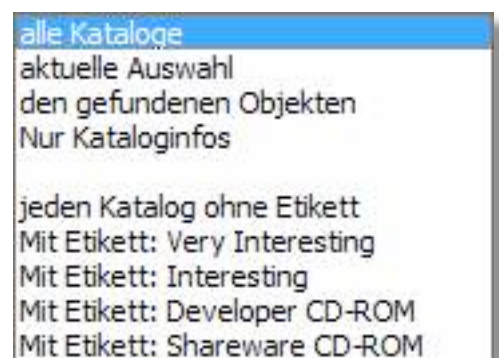 alle Kataloge
aktuelle Auswahl
den gefundenen Objekten
Nur Kataloginfos
jeden Katalog ohne Etikett
Mit Etikett: Very Interesting
Mit Etikett: Interesting
Mit Etikett: Developer CD-ROM
Mit Etikett: Shareware CD-ROM